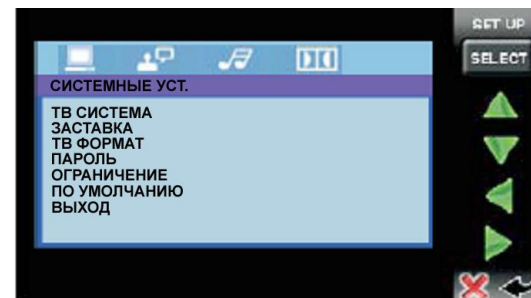 SET UP
SELECT
СИСТЕМНЫЕ УСТ.
ТВ СИСТЕМА
ЗАСТАВКА
ТВ ФОРМАТ
ПАРОЛЬ
ОГРАНИЧЕНИЕ
ПО УМОЛЧАНИЮ
ВЫХОД